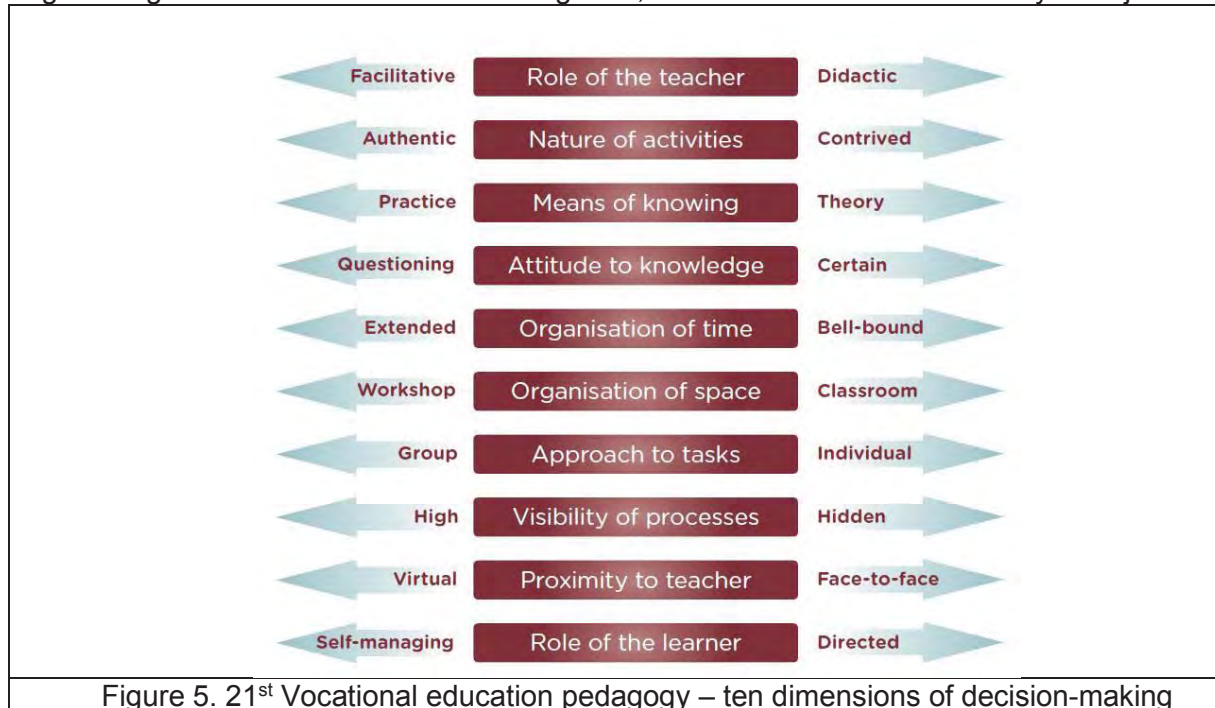 Facilitative Role of the teacher Didactic
Authentic Nature of activities Contrived
Practice Means of knowing Theory
Questioning Attitude to knowledge Certain
Extended Organisation of time Bell-bound
Workshop Organisation of space Classroom
Group Approach to tasks Individual
High Visibility of processes Hidden
Virtual Proximity to teacher Face-to-face
Self-managing Role of the learner Directed
Figure 5. 21st Vocational education pedagogy – ten dimensions of decision-making